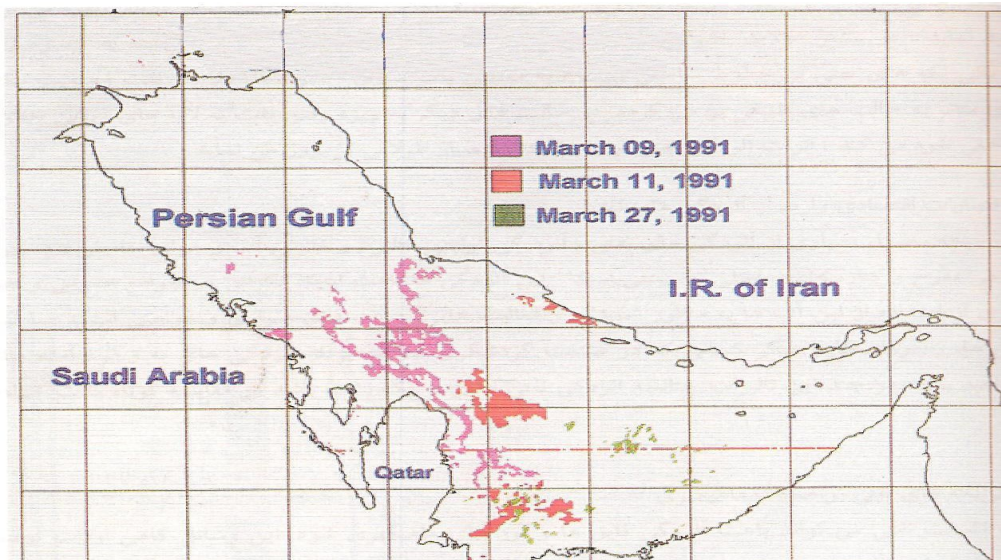 March 09, 1991
March 11, 1991
Persian Gulf
March 27, 1991
I.R. of Iran
Saudi Arabia
Qatar